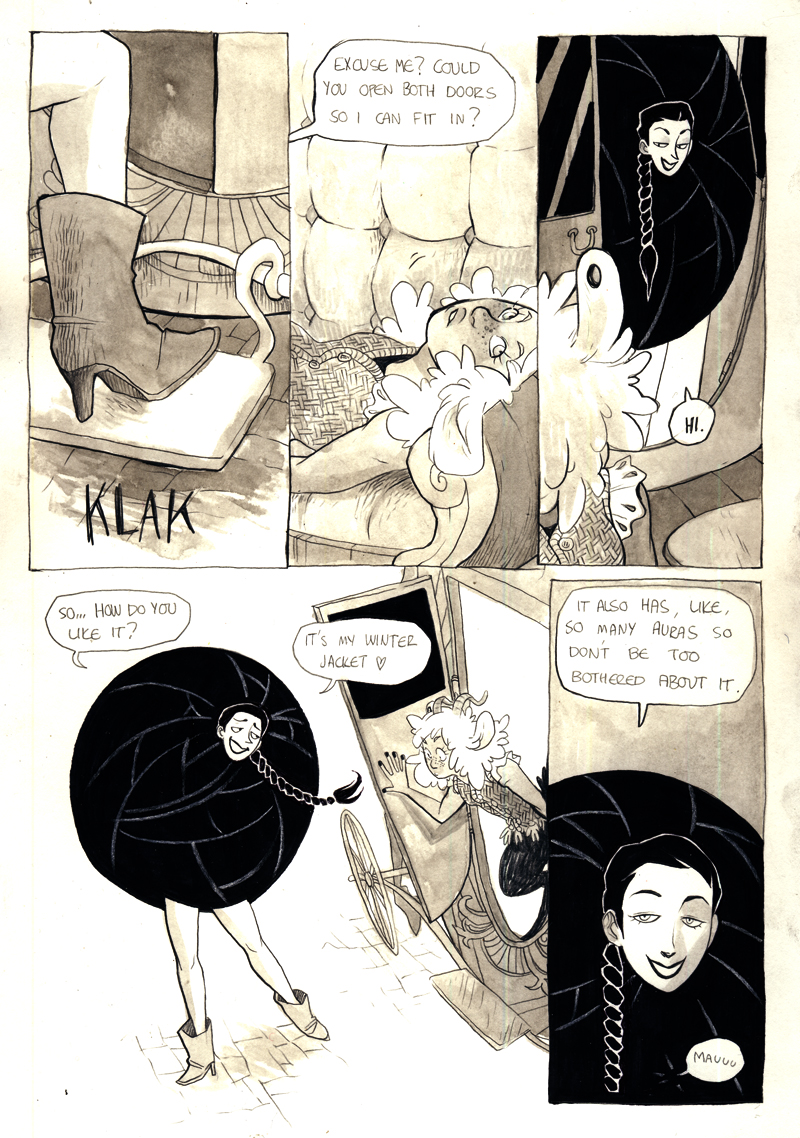 KLAK
EXCUSE ME? COULD
YOU OPEN BOTH DOORS
SO I CAN FIT IN?
HI.
SO... HOW DO YOU
LIKE IT?
IT'S MY WINTER
JACKET ♡
IT ALSO HAS, LIKE,
SO MANY AURAS SO
DON'T BE TOO
BOTHERED ABOUT IT.
MAUUU